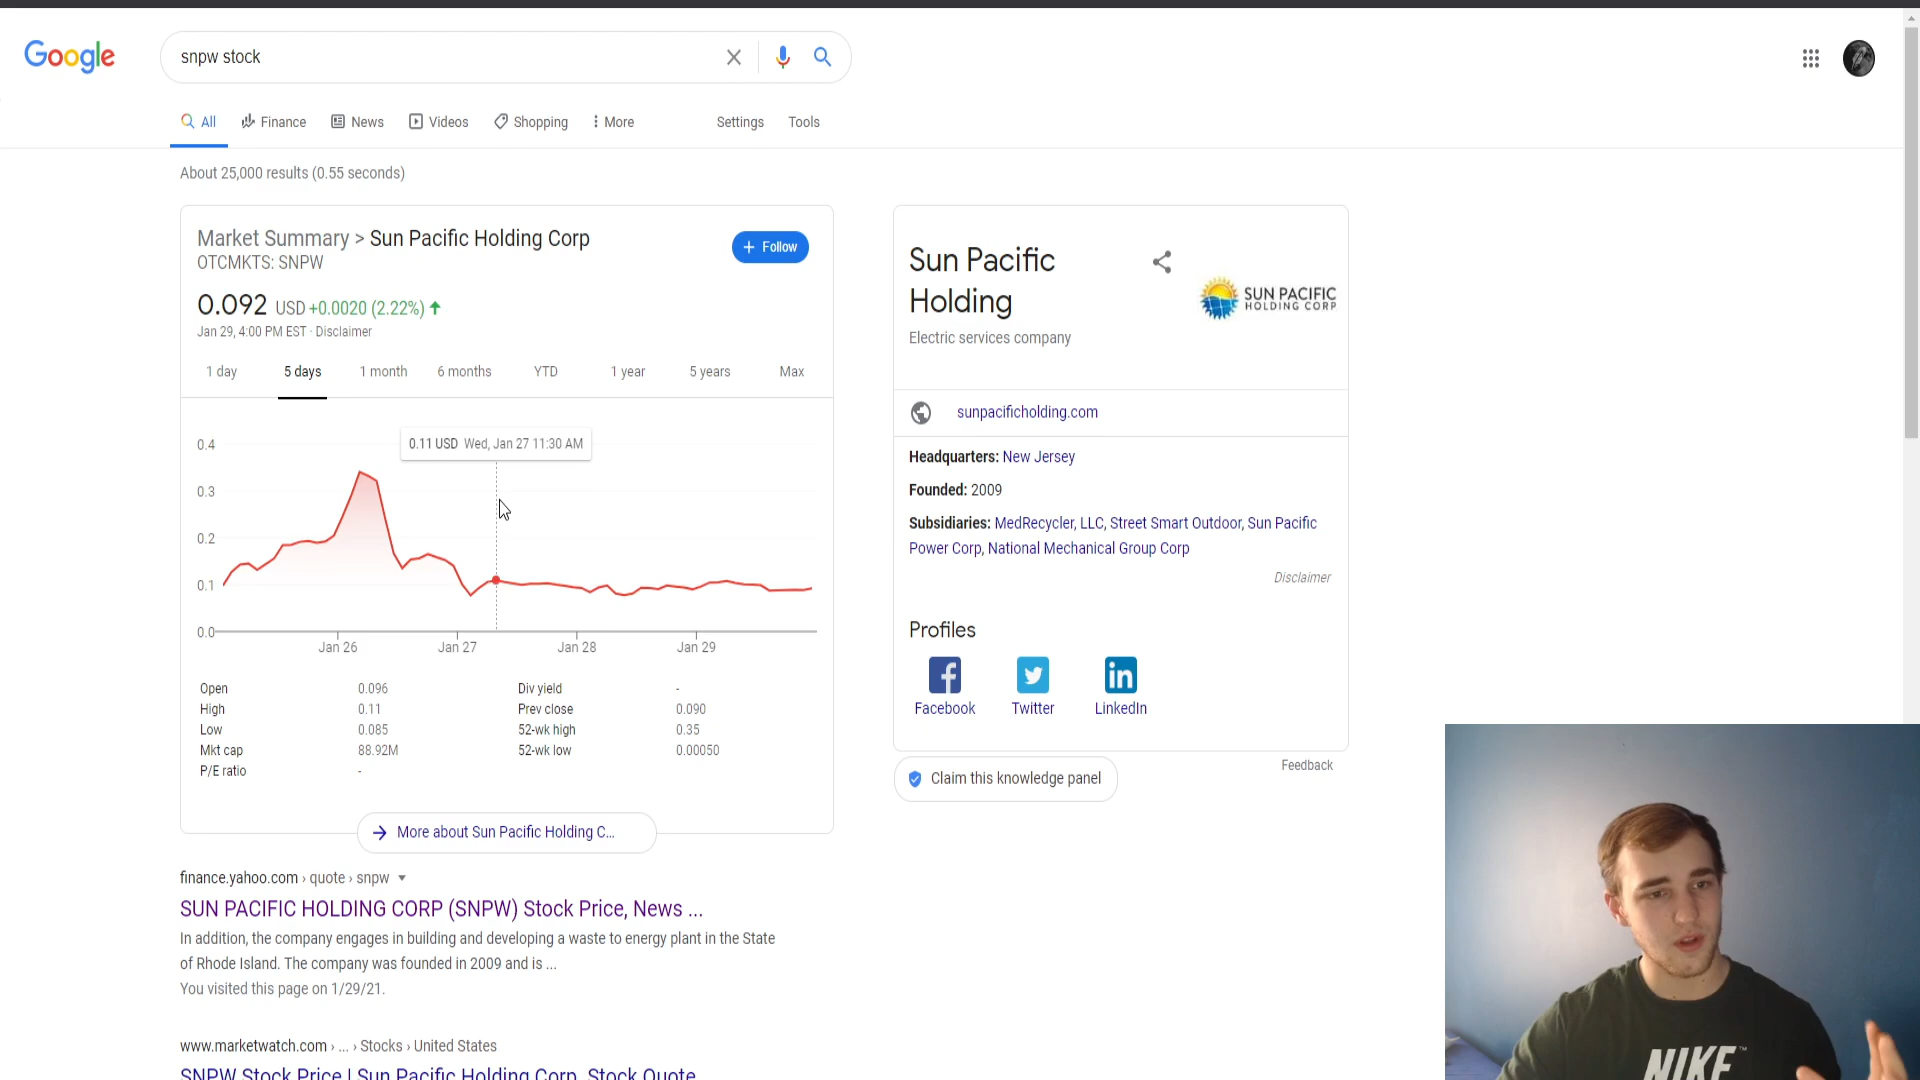 Google
snpw stock
All
Finance
News
Videos
Shopping
More
Settings
Tools
About 25,000 results (0.55 seconds)
Market Summary > Sun Pacific Holding Corp
OTCMKTS: SNPW
+ Follow
0.092 USD +0.0020 (2.22%)
Jan 29, 4:00 PM EST · Disclaimer
1 day
5 days
1 month
6 months
YTD
1 year
5 years
Max
0.11 USD Wed, Jan 27 11:30 AM
0.4
0.3
0.2
0.1
0.0
Jan 26
Jan 27
Jan 28
Jan 29
Open 0.096 Div yield -
High 0.11 Prev close 0.090
Low 0.085 52-wk high 0.35
Mkt cap 88.92M 52-wk low 0.00050
P/E ratio -
More about Sun Pacific Holding C...
finance.yahoo.com › quote › snpw
SUN PACIFIC HOLDING CORP (SNPW) Stock Price, News ...
In addition, the company engages in building and developing a waste to energy plant in the State
of Rhode Island. The company was founded in 2009 and is ...
You visited this page on 1/29/21.
www.marketwatch.com › ... › Stocks › United States
SNPW Stock Price | Sun Pacific Holding Corp. Stock Quote
Sun Pacific
Holding
Electric services company
SUN PACIFIC
HOLDING CORP
sunpacificholding.com
Headquarters: New Jersey
Founded: 2009
Subsidiaries: MedRecycler, LLC, Street Smart Outdoor, Sun Pacific
Power Corp, National Mechanical Group Corp
Disclaimer
Profiles
Facebook
Twitter
LinkedIn
Claim this knowledge panel
Feedback
NIKE